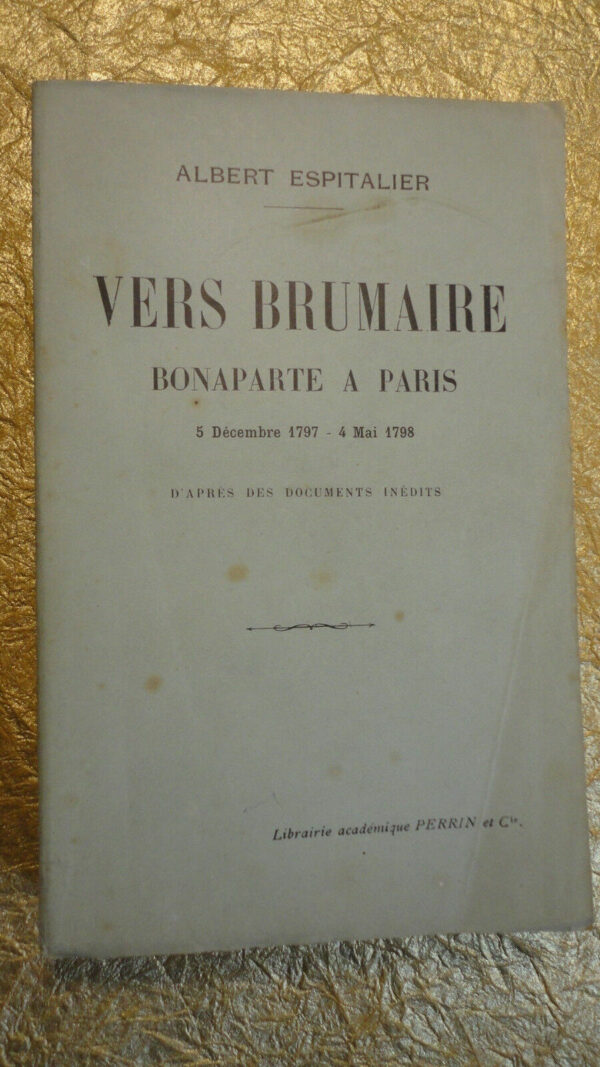 ALBERT ESPITALIER
VERS BRUMAIRE
BONAPARTE A PARIS
5 Décembre 1797 - 4 Mai 1798
D'APRÈS DES DOCUMENTS INÉDITS
Librairie académique PERRIN et Cie.